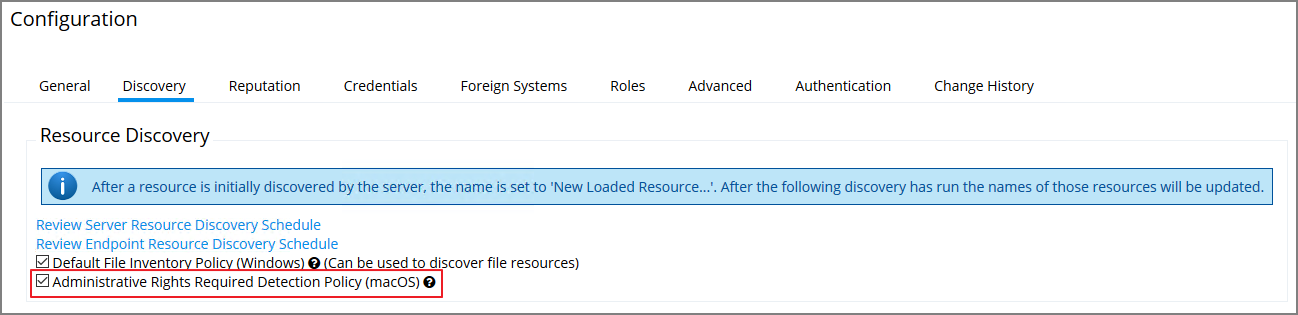 Configuration
General Discovery Reputation Credentials Foreign Systems Roles Advanced Authentication Change History
Resource Discovery
After a resource is initially discovered by the server, the name is set to 'New Loaded Resource...'. After the following discovery has run the names of those resources will be updated.
Review Server Resource Discovery Schedule
Review Endpoint Resource Discovery Schedule
Default File Inventory Policy (Windows) ? (Can be used to discover file resources)
Administrative Rights Required Detection Policy (macOS) ?